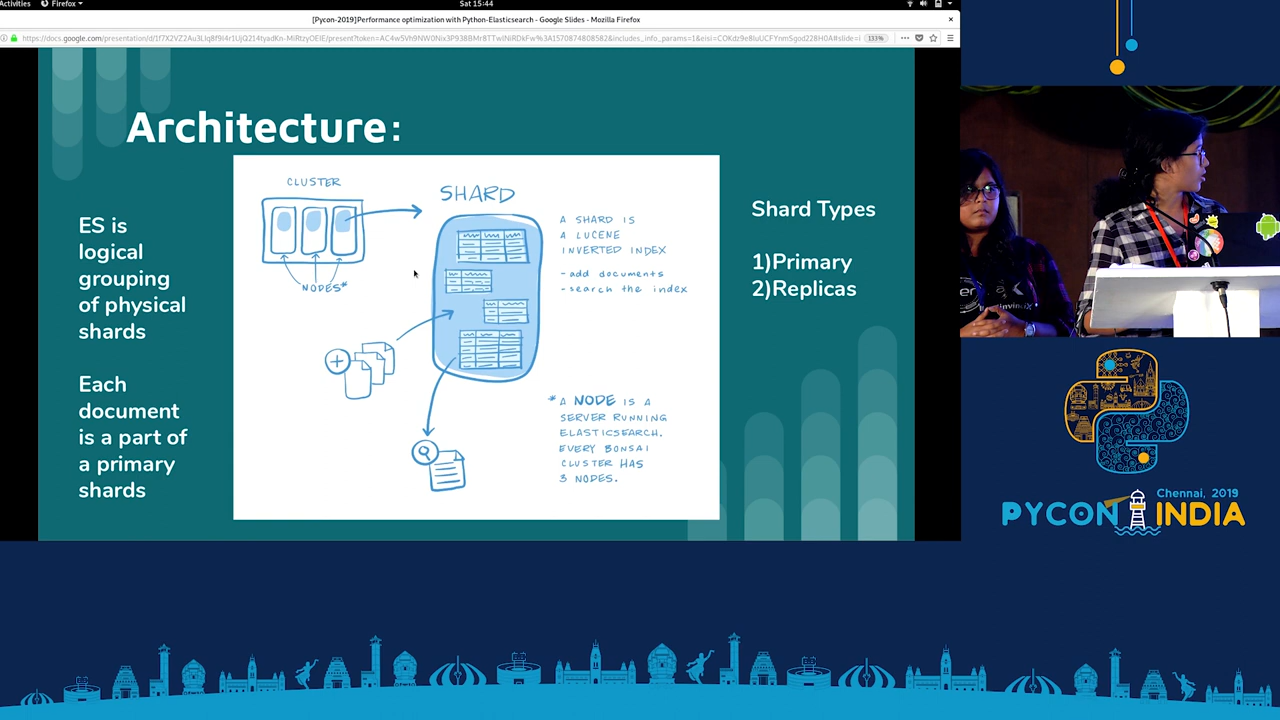 Activities
Firefox
Sat 15:44
[Pycon-2019]Performance optimization with Python-Elasticsearch - Google Slides - Mozilla Firefox
133%
Architecture:
ES is
logical
grouping
of physical
shards
Each
document
is a part of
a primary
shards
CLUSTER
NODES*
SHARD
A SHARD IS
A LUCENE
INVERTED INDEX
- add documents
- search the index
* A NODE IS A
SERVER RUNNING
ELASTICSEARCH.
EVERY BONSAI
CLUSTER HAS
3 NODES.
Shard Types
1)Primary
2)Replicas
Chennai, 2019
PYCON INDIA